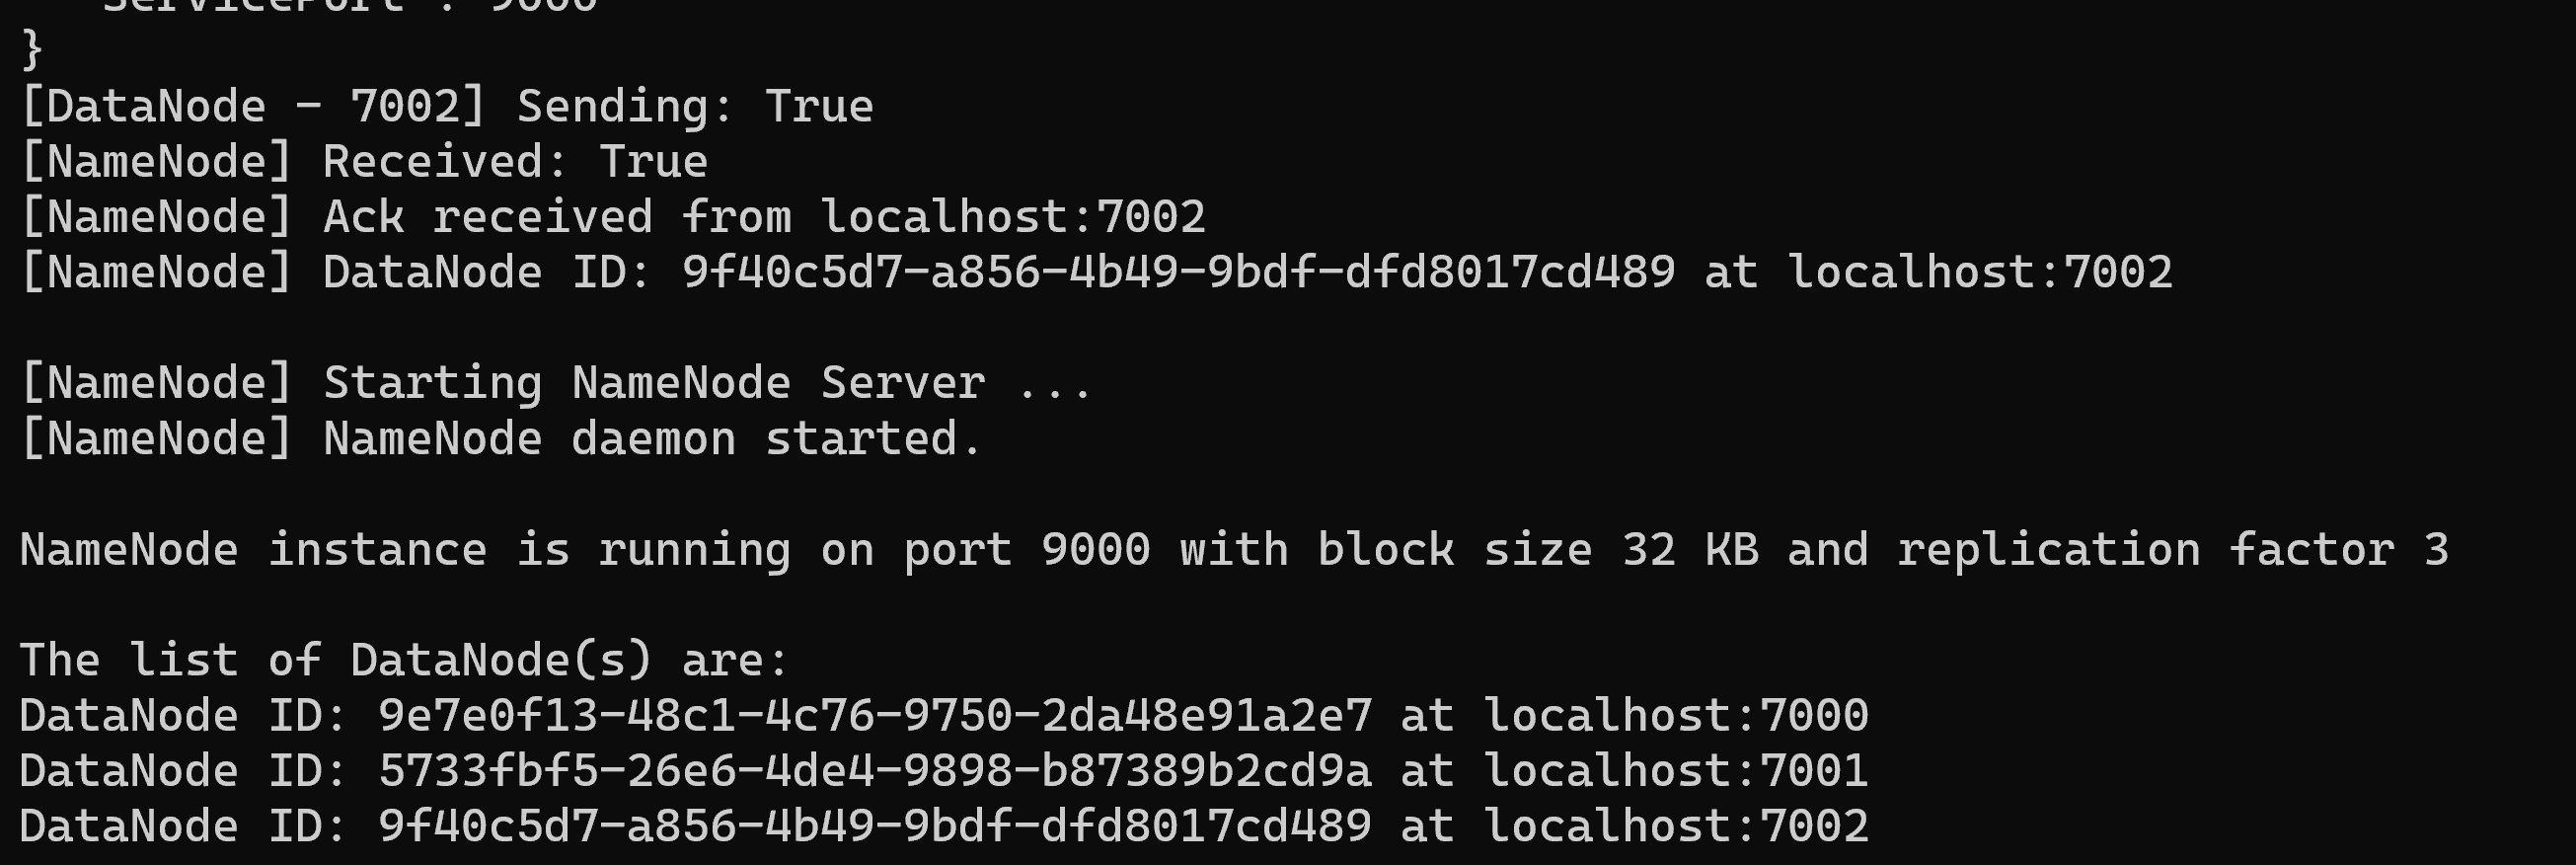 ServicePort : 9000
}
[DataNode - 7002] Sending: True
[NameNode] Received: True
[NameNode] Ack received from localhost:7002
[NameNode] DataNode ID: 9f40c5d7-a856-4b49-9bdf-dfd8017cd489 at localhost:7002
[NameNode] Starting NameNode Server ...
[NameNode] NameNode daemon started.
NameNode instance is running on port 9000 with block size 32 KB and replication factor 3
The list of DataNode(s) are:
DataNode ID: 9e7e0f13-48c1-4c76-9750-2da48e91a2e7 at localhost:7000
DataNode ID: 5733fbf5-26e6-4de4-9898-b87389b2cd9a at localhost:7001
DataNode ID: 9f40c5d7-a856-4b49-9bdf-dfd8017cd489 at localhost:7002